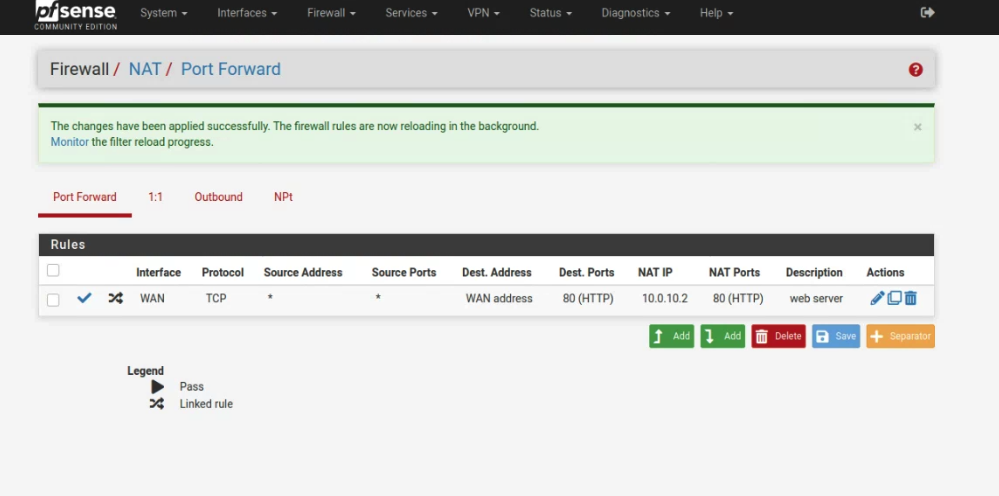 pfsense
COMMUNITY EDITION
System Interfaces Firewall Services VPN Status Diagnostics Help
Firewall / NAT / Port Forward
The changes have been applied successfully. The firewall rules are now reloading in the background.
Monitor the filter reload progress.
×
Port Forward 1:1 Outbound NPt
Rules
Interface Protocol Source Address Source Ports Dest. Address Dest. Ports NAT IP NAT Ports Description Actions
WAN TCP * * WAN address 80 (HTTP) 10.0.10.2 80 (HTTP) web server
Add Add Delete Save Separator
Legend
Pass
Linked rule